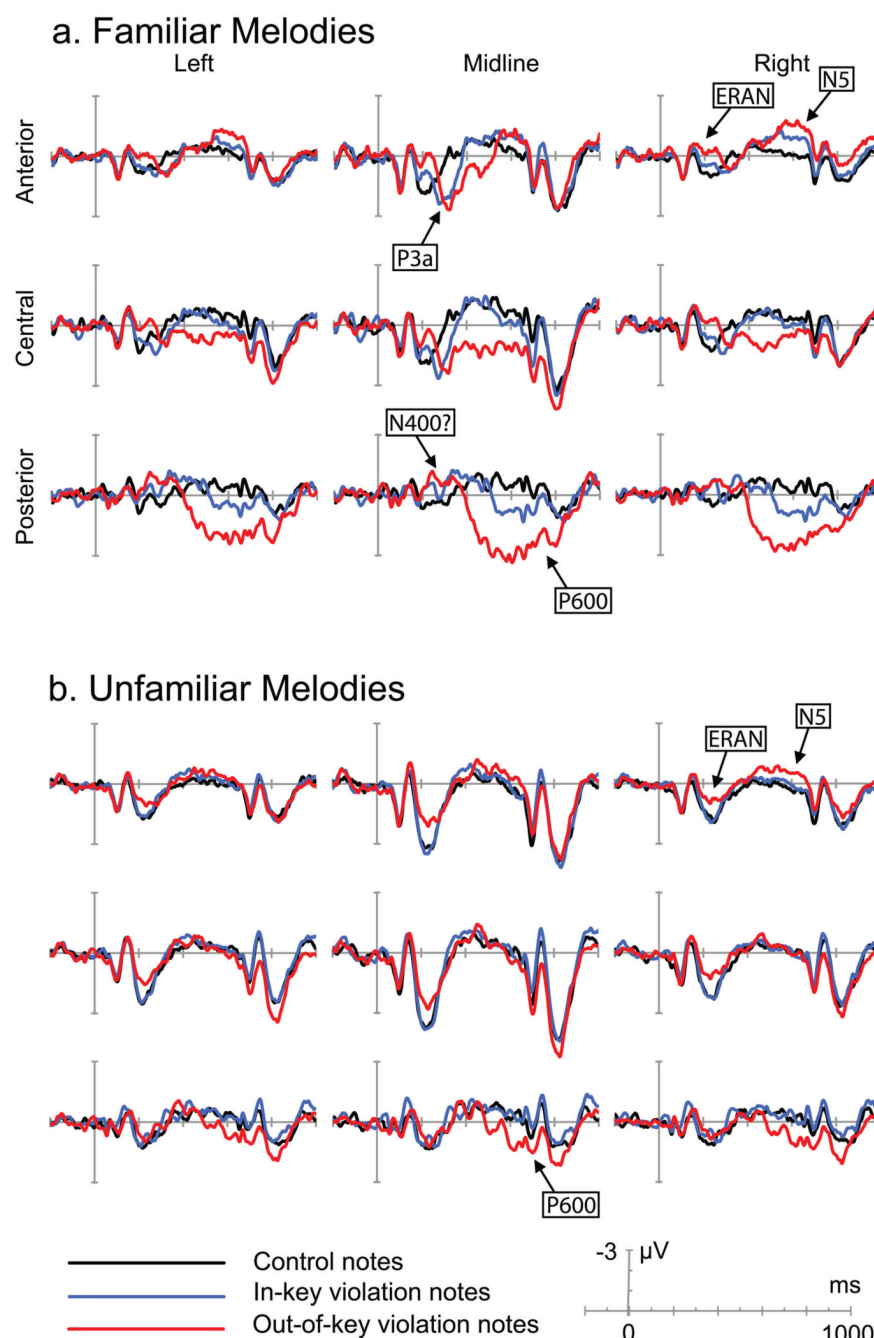 a. Familiar Melodies
Left Midline Right
ERAN N5
Anterior
P3a
Central
N400?
Posterior
P600
b. Unfamiliar Melodies
ERAN N5
P600
Control notes
In-key violation notes
Out-of-key violation notes
-3 µV
ms
0 1000